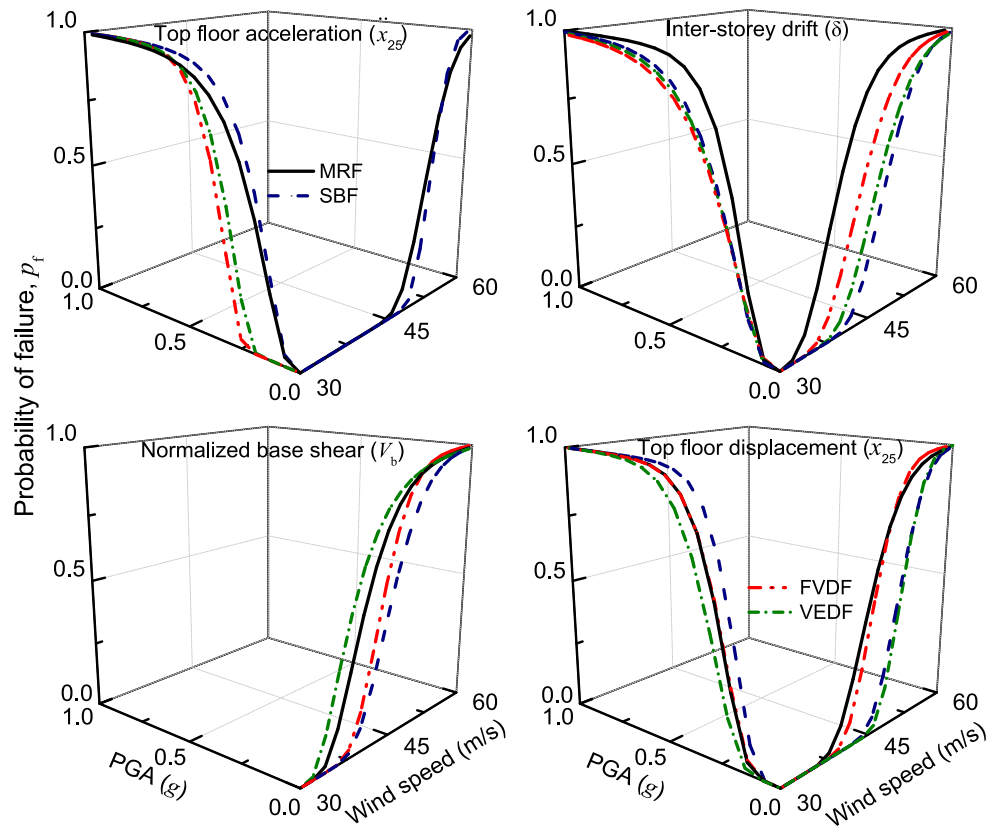 Top floor acceleration (ẍ₂₅)
1.0
0.5
0.0
1.0
0.5
0.0
30
45
60
MRF
SBF
Inter-storey drift (δ)
1.0
0.5
0.0
1.0
0.5
0.0
30
45
60
Probability of failure, p_f
Normalized base shear (V_b)
1.0
0.5
0.0
1.0
0.5
0.0
30
45
60
PGA (g)
Wind speed (m/s)
Top floor displacement (x₂₅)
1.0
0.5
0.0
1.0
0.5
0.0
30
45
60
FVDF
VEDF
PGA (g)
Wind speed (m/s)